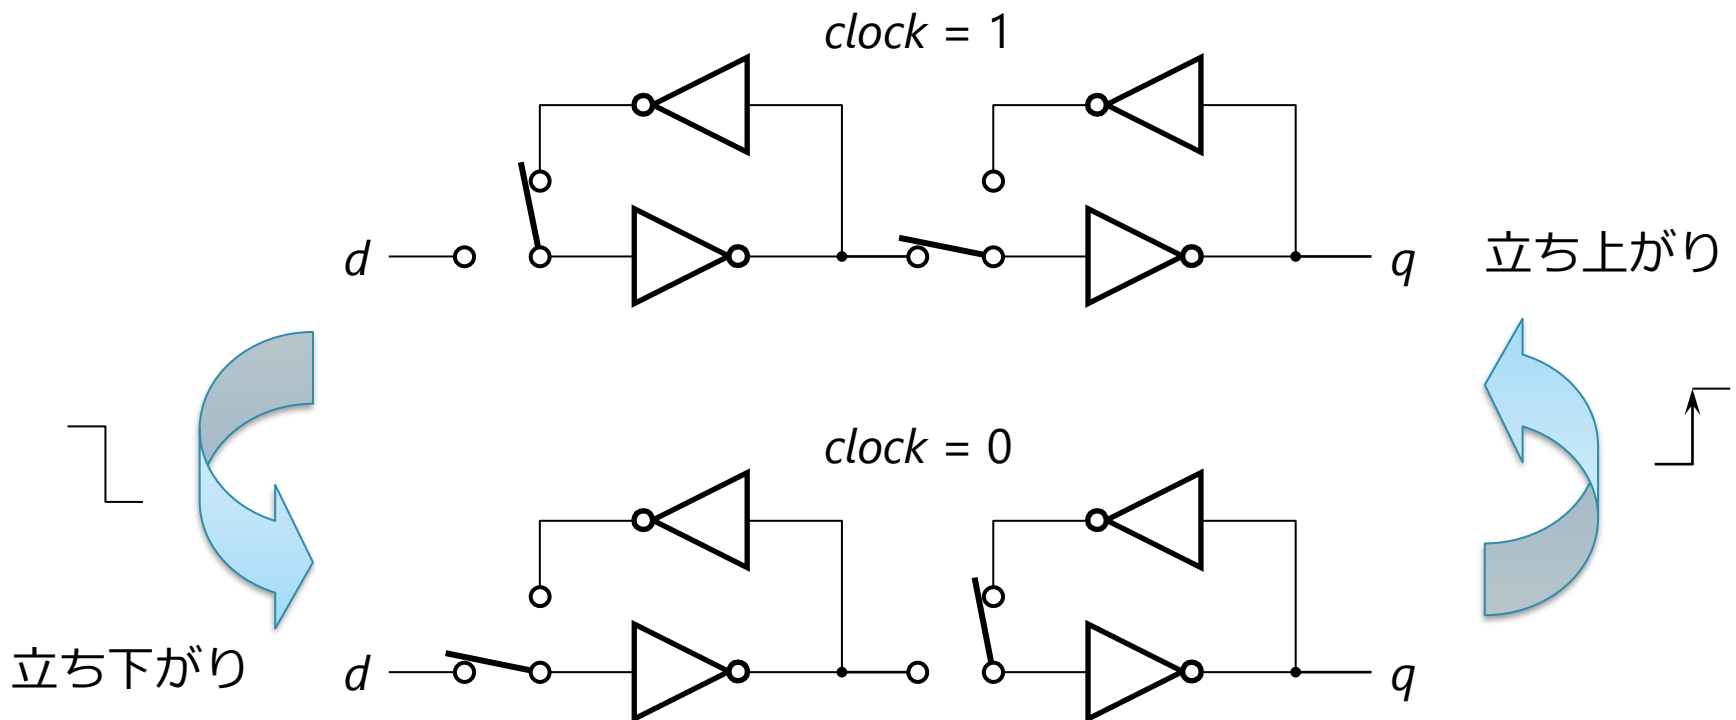 clock = 1
d
q
立ち上がり
clock = 0
立ち下がり
d
q